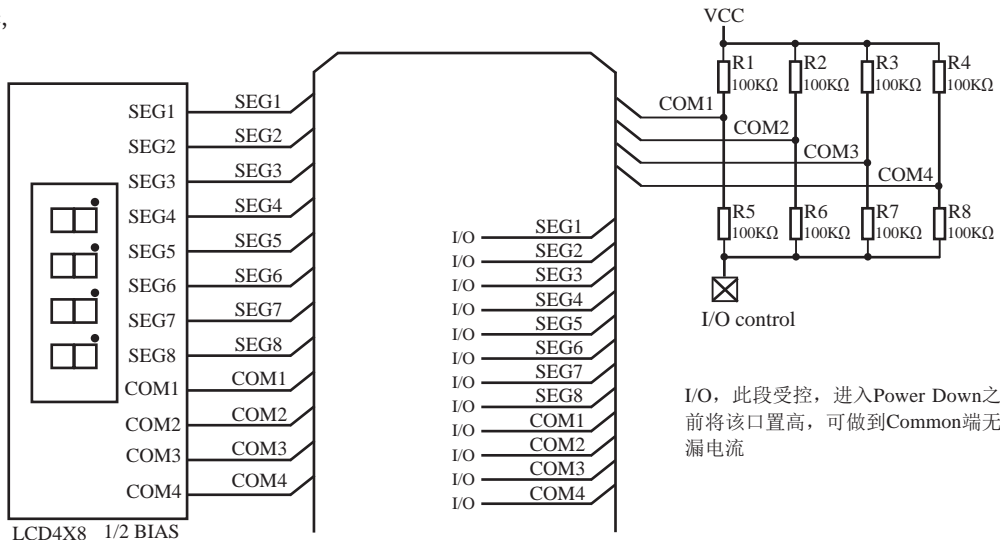 ,
VCC
R1
R2
R3
R4
100KΩ
100KΩ
100KΩ
100KΩ
COM1
COM2
COM3
COM4
R5
R6
R7
R8
100KΩ
100KΩ
100KΩ
100KΩ
I/O control
I/O，此段受控，进入Power Down之
前将该口置高，可做到Common端无
漏电流
SEG1 SEG1
SEG2 SEG2
SEG3 SEG3
SEG4 SEG4
SEG5 SEG5
SEG6 SEG6
SEG7 SEG7
SEG8 SEG8
COM1 COM1
COM2 COM2
COM3 COM3
COM4 COM4
LCD4X8 1/2 BIAS
I/O SEG1
I/O SEG2
I/O SEG3
I/O SEG4
I/O SEG5
I/O SEG6
I/O SEG7
I/O SEG8
I/O COM1
I/O COM2
I/O COM3
I/O COM4